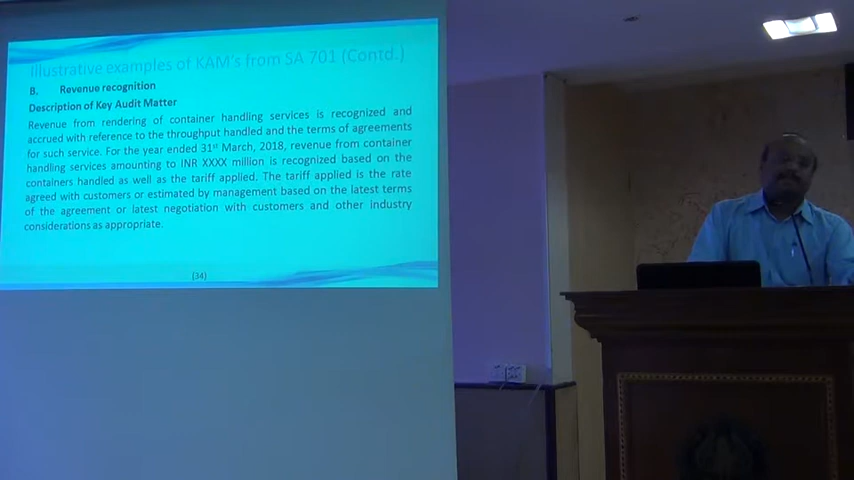 Illustrative examples of KAM's from SA 701 (Contd.)
B. Revenue recognition
Description of Key Audit Matter
Revenue from rendering of container handling services is recognized and
accrued with reference to the throughput handled and the terms of agreements
for such service. For the year ended 31st March, 2018, revenue from container
handling services amounting to INR XXXX million is recognized based on the
containers handled as well as the tariff applied. The tariff applied is the rate
agreed with customers or estimated by management based on the latest terms
of the agreement or latest negotiation with customers and other industry
considerations as appropriate.
(34)